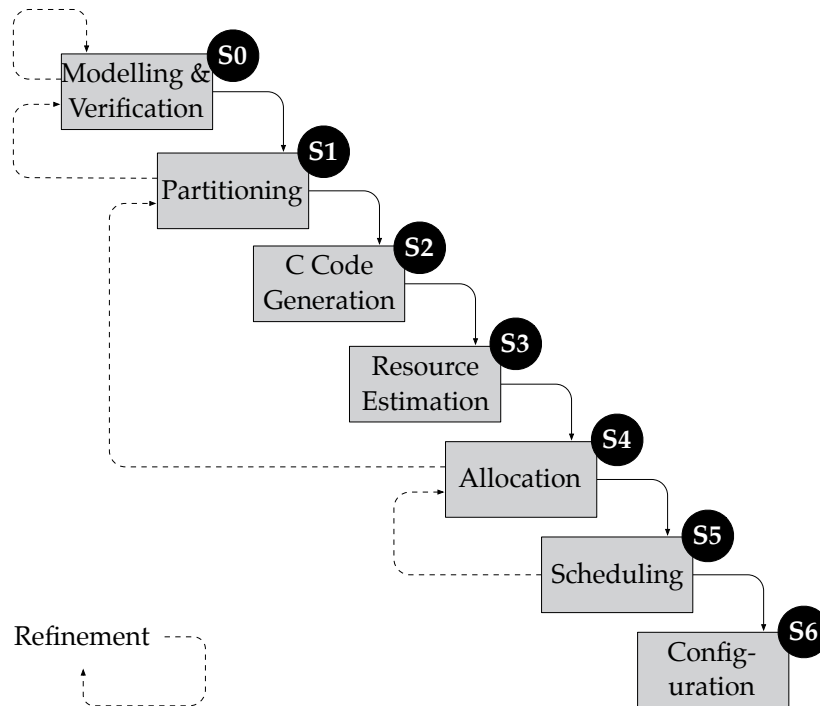 S0
Modelling &
Verification
S1
Partitioning
S2
C Code
Generation
S3
Resource
Estimation
S4
Allocation
S5
Scheduling
S6
Config-
uration
Refinement